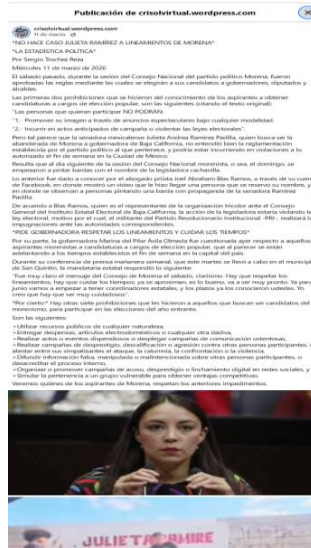 Publicación de crisolvirtual.wordpress.com
crisolvirtual.wordpress.com
11 de marzo
*NO HACE CASO JULIETA RAMÍREZ A LINEAMIENTOS DE MORENA*
*LA ESTADÍSTICA POLÍTICA*
Por Sergio Trochez Reza
Miércoles 11 de marzo de 2026
El sábado pasado, durante la sesión del Consejo Nacional del partido político Morena, fueron
aprobadas las reglas mediante las cuales se elegirán a sus candidatos a gobernadores, diputados y
alcaldes.
Las primeras dos prohibiciones que se hicieron del conocimiento de los aspirantes a obtener
candidaturas a cargos de elección popular, son las siguientes (citando el texto original):
"Las personas que quieran participar NO PODRÁN:
"1.- Promover su imagen a través de anuncios espectaculares bajo cualquier modalidad.
"2.- Incurrir en actos anticipados de campaña o violentar las leyes electorales".
Pero tal parece que la senadora mexicalense Julieta Andrea Ramírez Padilla, quien busca ser la
abanderada de Morena a gobernadora de Baja California, no entendió bien la reglamentación
establecida por el partido político al que pertenece, y podría estar incurriendo en violaciones a lo
autorizado el fin de semana en la Ciudad de México.
Resulta que al día siguiente de la sesión del Consejo Nacional morenista, o sea, el domingo, se
empezaron a pintar bardas con el nombre de la legisladora cachanilla.
Lo anterior fue dado a conocer por el abogado priista Joel Abraham Blas Ramos, a través de su cuenta
de Facebook, en donde mostró un video que le hizo llegar una persona que se reservó su nombre, y
en donde se observan a personas pintando una barda con propaganda de la senadora Ramírez
Padilla.
De acuerdo a Blas Ramos, quien es el representante de la organización tricolor ante el Consejo
General del Instituto Estatal Electoral de Baja California, la acción de la legisladora estaría violando la
ley electoral, motivo por el cual, el militante del Partido Revolucionario Institucional -PRI-, realizará las
impugnaciones ante las autoridades correspondientes.
*PIDE GOBERNADORA RESPETAR LOS LINEAMIENTOS Y CUIDAR LOS TIEMPOS*
Por su parte, la gobernadora Marina del Pilar Ávila Olmeda fue cuestionada ayer respecto a aquellos
aspirantes morenistas a candidaturas a cargos de elección popular, que al parecer se están
adelantando a los tiempos establecidos el fin de semana en la capital del país.
Durante su conferencia de prensa mañanera semanal, que este martes se llevó a cabo en el municipio
de San Quintín, la mandataria estatal respondió lo siguiente:
"Fue muy claro el mensaje del Consejo de Morena el sábado, clarísimo. Hay que respetar los
lineamientos, hay que cuidar los tiempos; ya se aproximan, es lo bueno, va a ser muy pronto. Ya para
junio vamos a empezar a tener coordinadores estatales, y los plazos ya los conocieron ustedes. Yo
creo que hay que ser muy cuidadosos".
*Por cierto:* Hay otras siete prohibiciones que les hicieron a aquellos que buscan ser candidatos del
morenismo, para participar en las elecciones del año entrante.
Son las siguientes:
>Utilizar recursos públicos de cualquier naturaleza,
>Entregar despensas, artículos electrodomésticos o cualquier otra dádiva,
>Realizar actos o eventos dispendiosos o desplegar campañas de comunicación ostentosas,
>Realizar campañas de desprestigio, descalificación o agresión contra otras personas participantes, o
alentar entre sus simpatizantes el ataque, la calumnia, la confrontación o la violencia,
>Difundir información falsa, manipulada o malintencionada sobre otras personas participantes, o
desacreditar el proceso interno,
>Organizar o promover campañas de acoso, desprestigio o linchamiento digital en redes sociales, y
>Simular la pertenencia a un grupo vulnerable para obtener ventajas competitivas.
Veremos quiénes de los aspirantes de Morena, respetan los anteriores impedimentos.
JULIETA RAMIRE